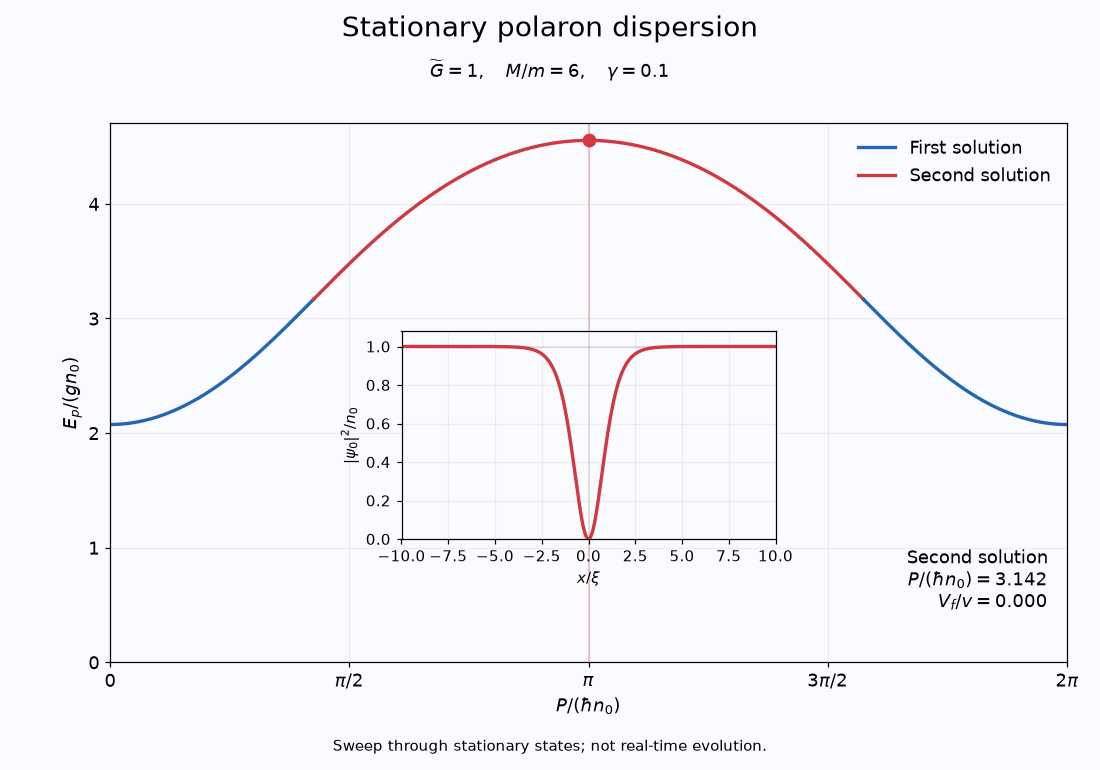 Stationary polaron dispersion
G̃ = 1, M/m = 6, γ = 0.1
First solution
Second solution
4
3
2
1
0
E_p/(gn_0)
1.0
0.8
0.6
0.4
0.2
0.0
|ψ_0|^2/n_0
−10.0 −7.5 −5.0 −2.5 0.0 2.5 5.0 7.5 10.0
x/ξ
Second solution
P/(ħn_0) = 3.142
V_f/v = 0.000
0 π/2 π 3π/2 2π
P/(ħn_0)
Sweep through stationary states; not real-time evolution.